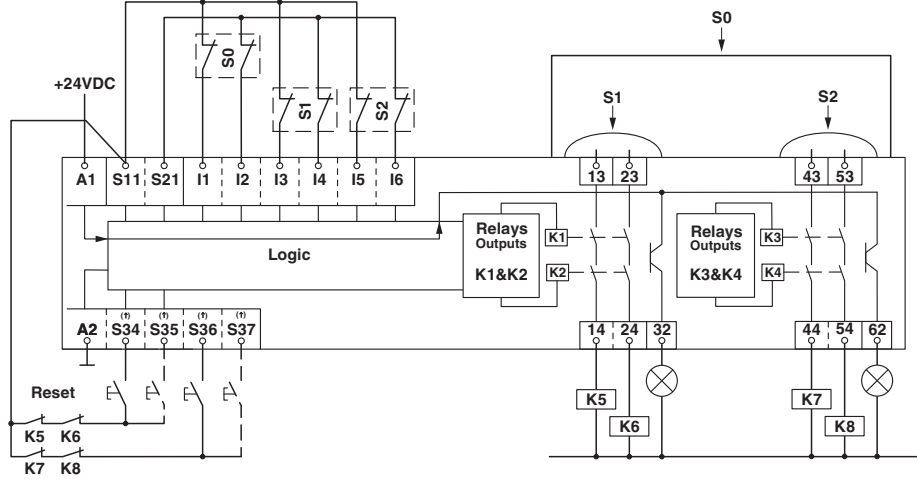 S0
S0
+24VDC
S1
S2
S1
S2
A1 S11 S21 I1 I2 I3 I4 I5 I6
13 23
43 53
Logic
Relays
Outputs
K1&K2
K1
K2
Relays
Outputs
K3&K4
K3
K4
(↑) (↑) (↑) (↑)
A2 S34 S35 S36 S37
14 24 32
44 54 62
Reset
K5 K6
K7 K8
K5
K6
K7
K8